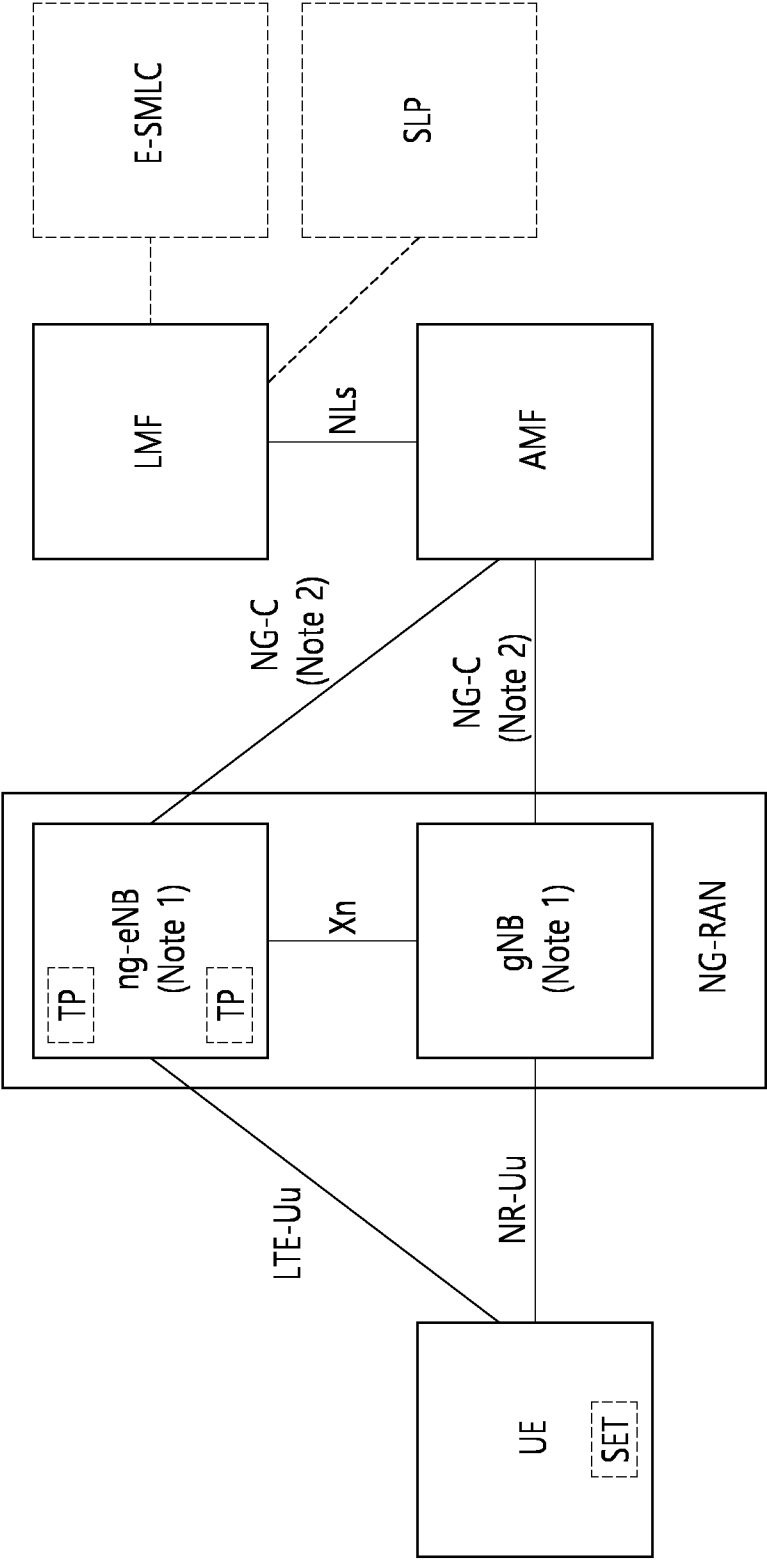 E-SMLC
SLP
LMF
NLs
AMF
NG-C
(Note 2)
NG-C
(Note 2)
TP
ng-eNB
(Note 1)
TP
Xn
gNB
(Note 1)
NG-RAN
LTE-Uu
NR-Uu
UE
SET